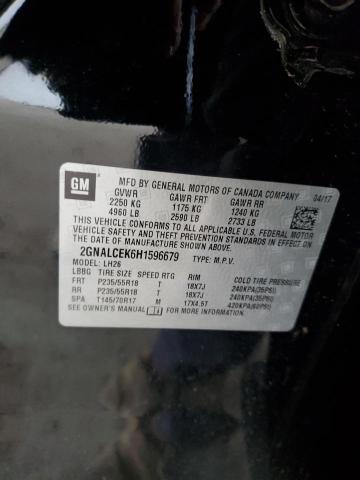 GM MFD BY GENERAL MOTORS OF CANADA COMPANY 04/17
GVWR GAWR FRT GAWR RR
2250 KG 1175 KG 1240 KG
4960 LB 2590 LB 2733 LB
THIS VEHICLE CONFORMS TO ALL APPLICABLE U.S. FEDERAL MOTOR
VEHICLE SAFETY AND THEFT PREVENTION STANDARDS IN EFFECT ON THE
DATE OF MANUFACTURE SHOWN ABOVE.
2GNALCEK6H1596679 TYPE: M.P.V.
MODEL: LH26
LBBG TIRE SIZE SPEED RTG RIM COLD TIRE PRESSURE
FRT P235/55R18 T 18X7J 240KPA(35PSI)
RR P235/55R18 T 18X7J 240KPA(35PSI)
SPA T145/70R17 M 17X4.5T 420KPA(60PSI)
SEE OWNER'S MANUAL FOR MORE INFORMATION.